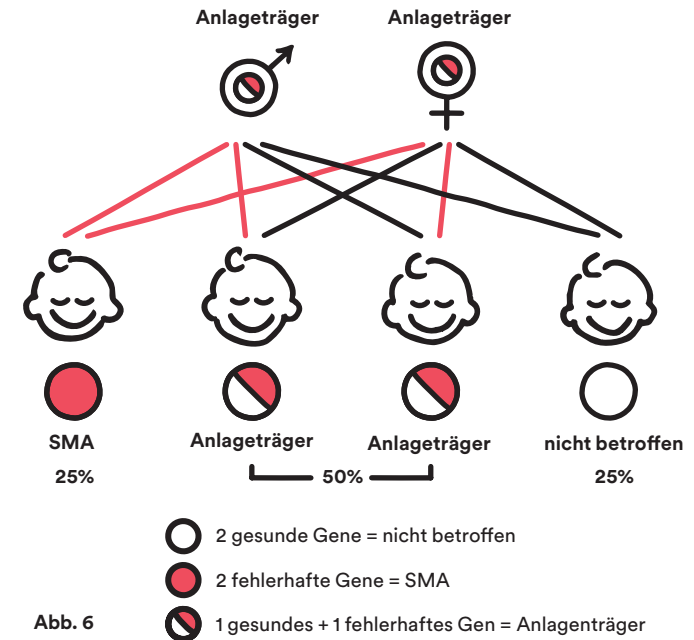 Anlageträger Anlageträger
SMA Anlageträger Anlageträger nicht betroffen
25% 50% 25%
2 gesunde Gene = nicht betroffen
2 fehlerhafte Gene = SMA
Abb. 6 1 gesundes + 1 fehlerhaftes Gen = Anlagenträger